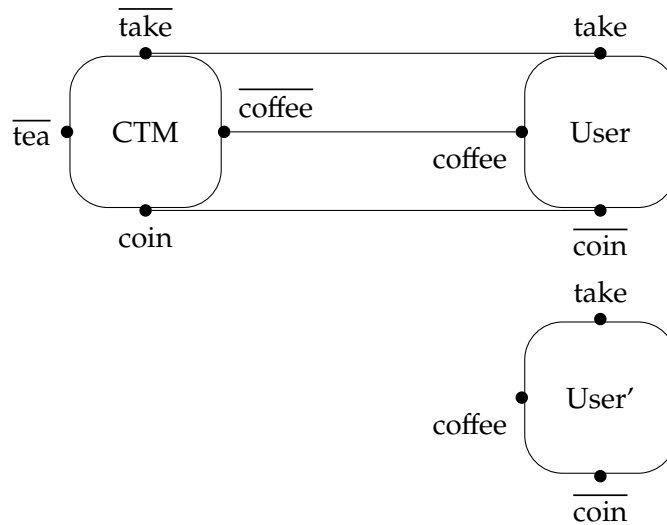 take take
coffee
tea CTM User
coffee
coin coin
take
User’
coffee
coin